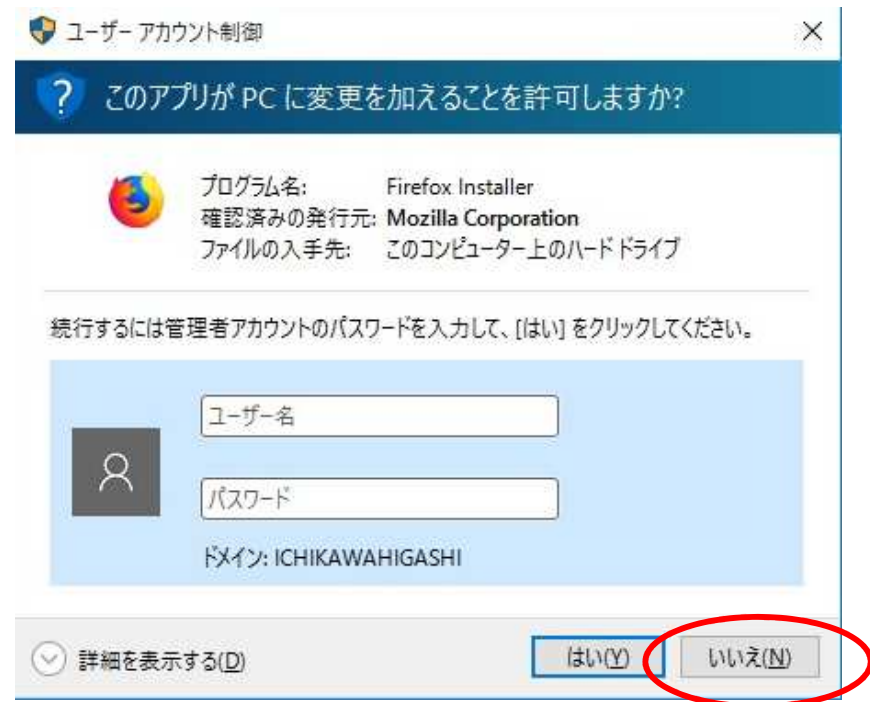 ユーザー アカウント制御
このアプリが PC に変更を加えることを許可しますか?
プログラム名: Firefox Installer
確認済みの発行元: Mozilla Corporation
ファイルの入手先: このコンピューター上のハード ドライブ
続行するには管理者アカウントのパスワードを入力して、[はい] をクリックしてください。
ユーザー名
パスワード
ドメイン: ICHIKAWAHIGASHI
詳細を表示する(D) はい(Y) いいえ(N)